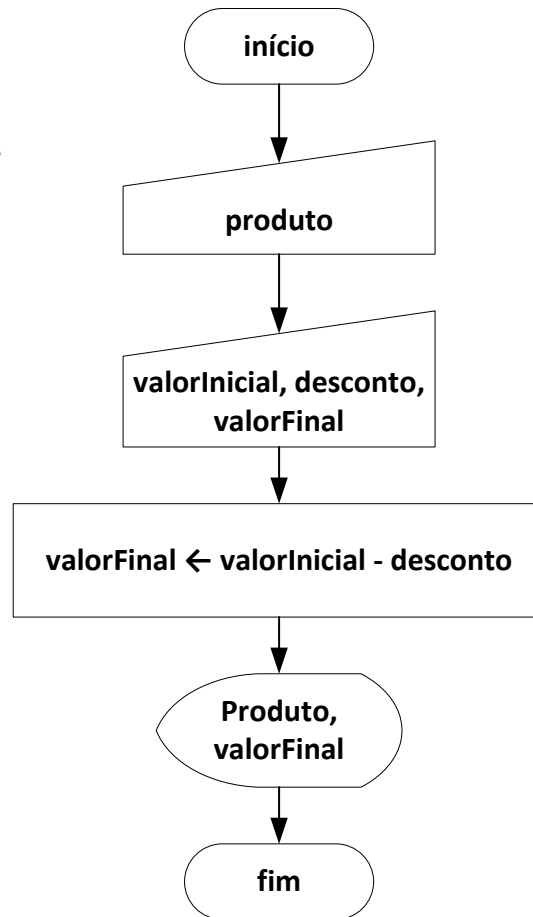 início
produto
valorInicial, desconto,
valorFinal
valorFinal ← valorInicial - desconto
Produto,
valorFinal
fim